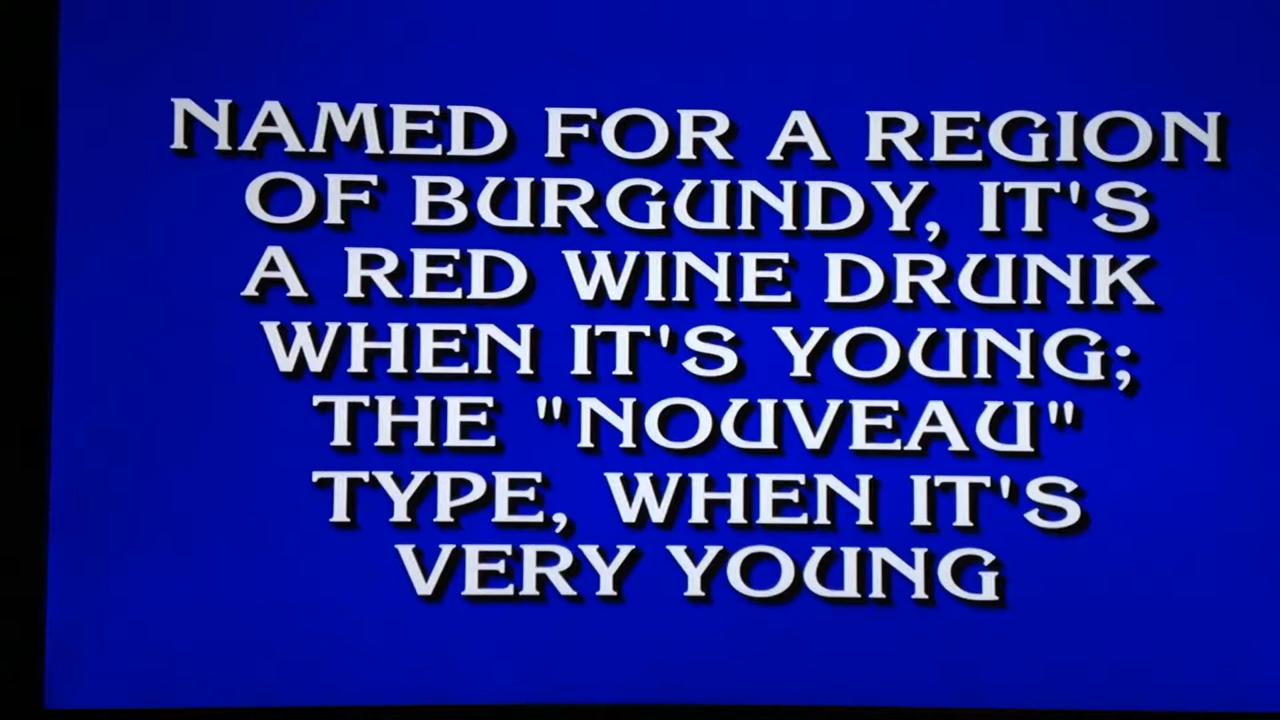 NAMED FOR A REGION
OF BURGUNDY, IT'S
A RED WINE DRUNK
WHEN IT'S YOUNG;
THE "NOUVEAU"
TYPE, WHEN IT'S
VERY YOUNG